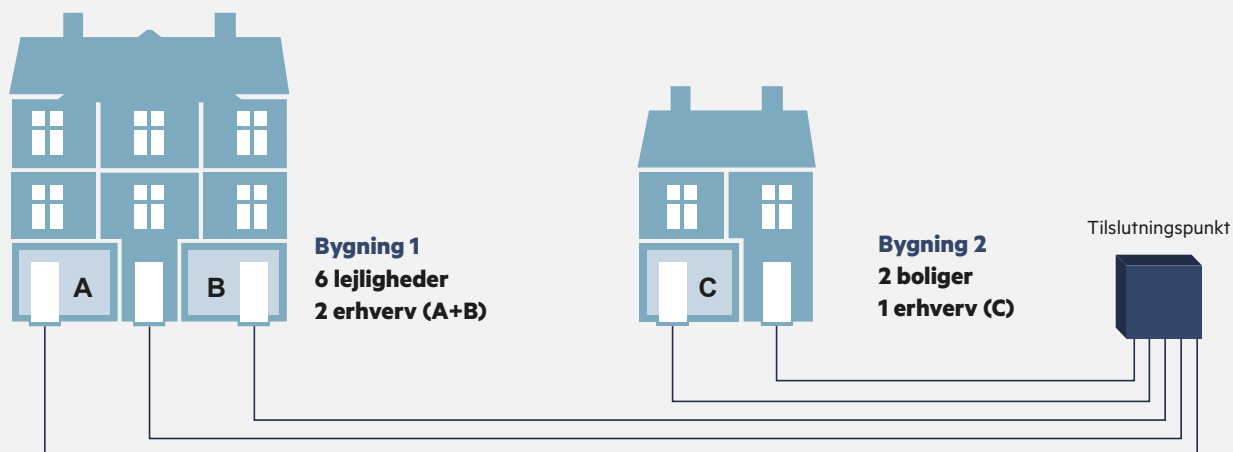 A
B
Bygning 1
6 lejligheder
2 erhverv (A+B)
C
Bygning 2
2 boliger
1 erhverv (C)
Tilslutningspunkt